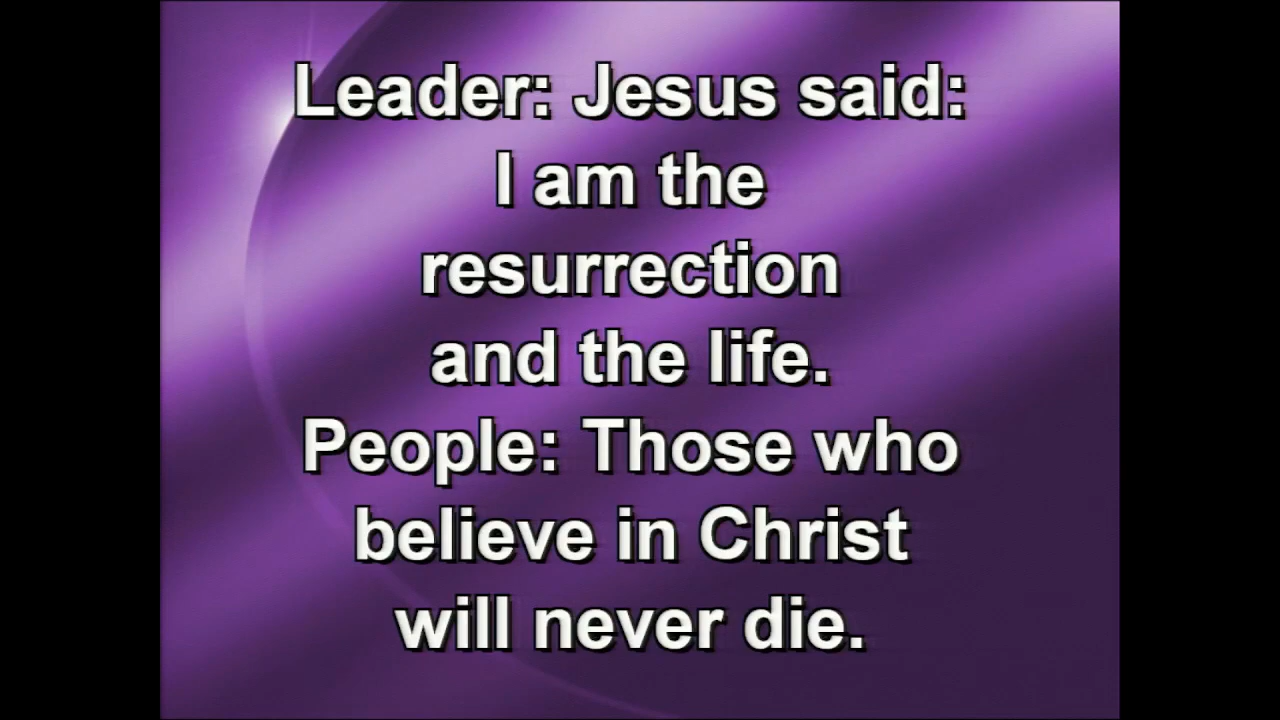 Leader: Jesus said:
I am the
resurrection
and the life.
People: Those who
believe in Christ
will never die.